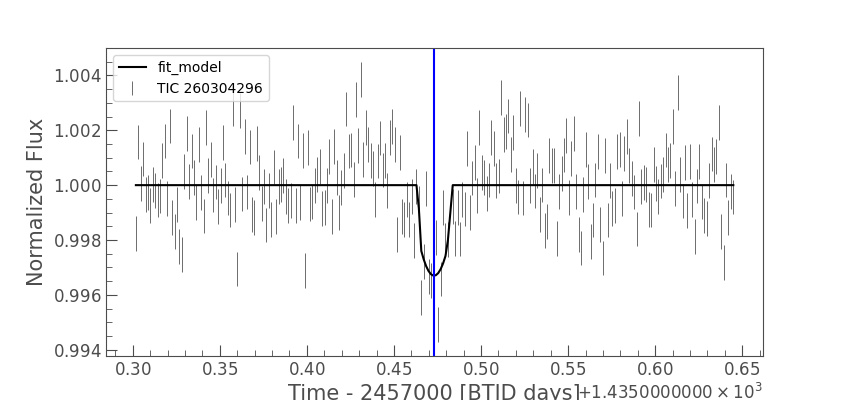 fit_model
TIC 260304296
Normalized Flux
1.004
1.002
1.000
0.998
0.996
0.994
0.30 0.35 0.40 0.45 0.50 0.55 0.60 0.65
Time - 2457000 [BTJD days]
+1.4350000000 × 10³